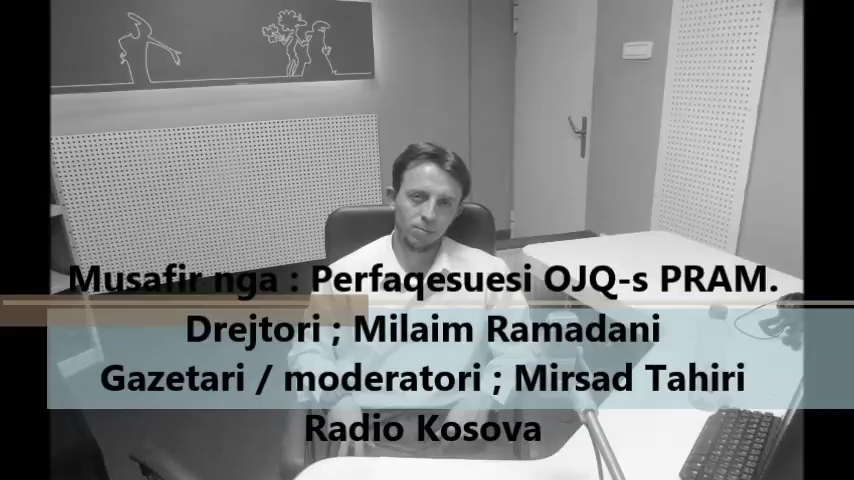 Musafir nga : Perfaqesuesi OJQ-s PRAM.
Drejtori ; Milaim Ramadani
Gazetari / moderatori ; Mirsad Tahiri
Radio Kosova